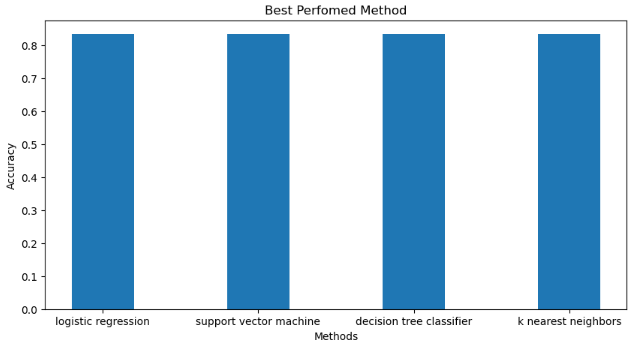 Best Perfomed Method
0.8
0.7
0.6
0.5
0.4
0.3
0.2
0.1
0.0
Accuracy
logistic regression support vector machine decision tree classifier k nearest neighbors
Methods